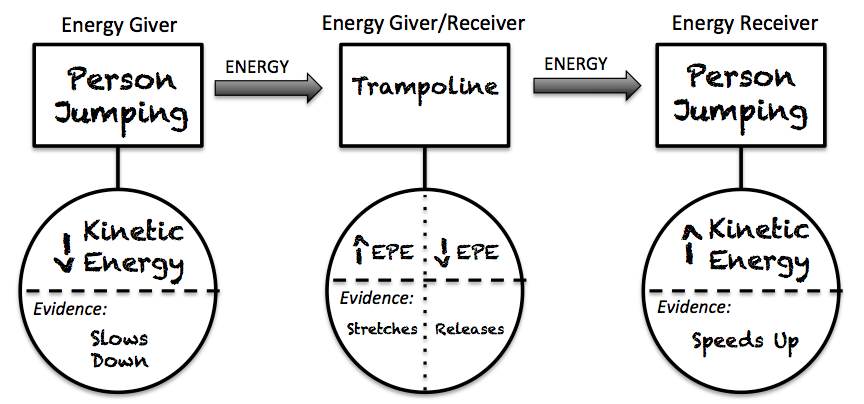 Energy Giver
Energy Giver/Receiver
Energy Receiver
Person
Jumping
ENERGY
Trampoline
ENERGY
Person
Jumping
↓ Kinetic
Energy
Evidence:
Slows
Down
↑ EPE
↓ EPE
Evidence:
Stretches
Releases
↑ Kinetic
Energy
Evidence:
Speeds Up